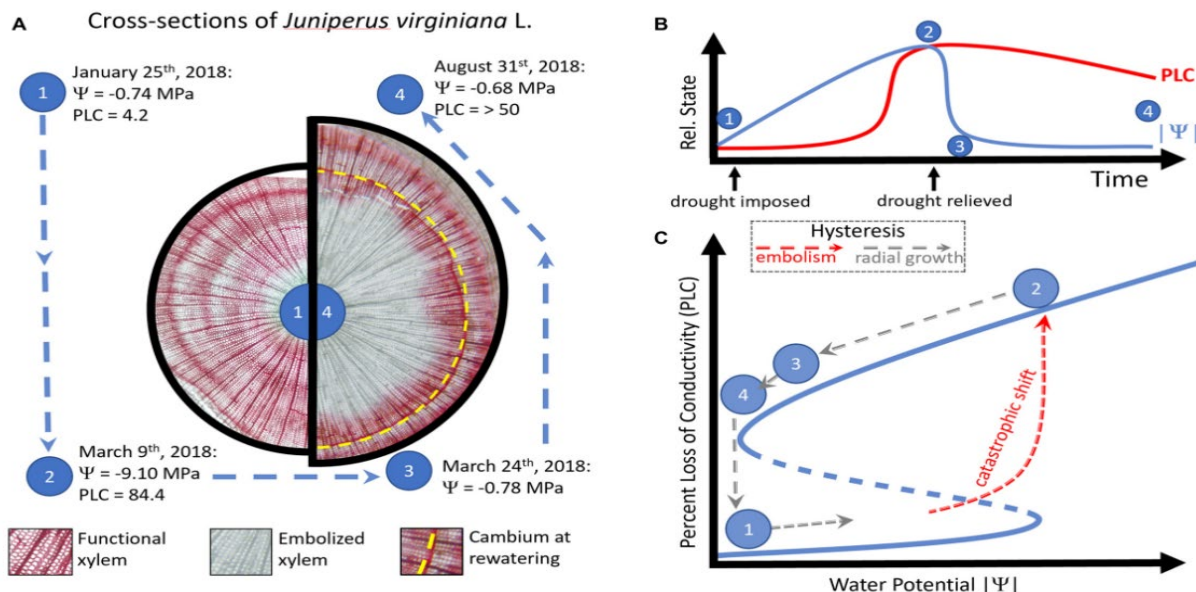 A
Cross-sections of Juniperus virginiana L.
1
January 25th, 2018:
Ψ = -0.74 MPa
PLC = 4.2
August 31st, 2018:
Ψ = -0.68 MPa
PLC = > 50
4
1 4
2
March 9th, 2018:
Ψ = -9.10 MPa
PLC = 84.4
3
March 24th, 2018:
Ψ = -0.78 MPa
Functional
xylem
Embolized
xylem
Cambium at
rewatering
B
Rel. State
1
2
3
4
PLC
|Ψ|
Time
drought imposed
drought relieved
C
Hysteresis
embolism
radial growth
Percent Loss of Conductivity (PLC)
2
3
4
1
catastrophic shift
Water Potential |Ψ|